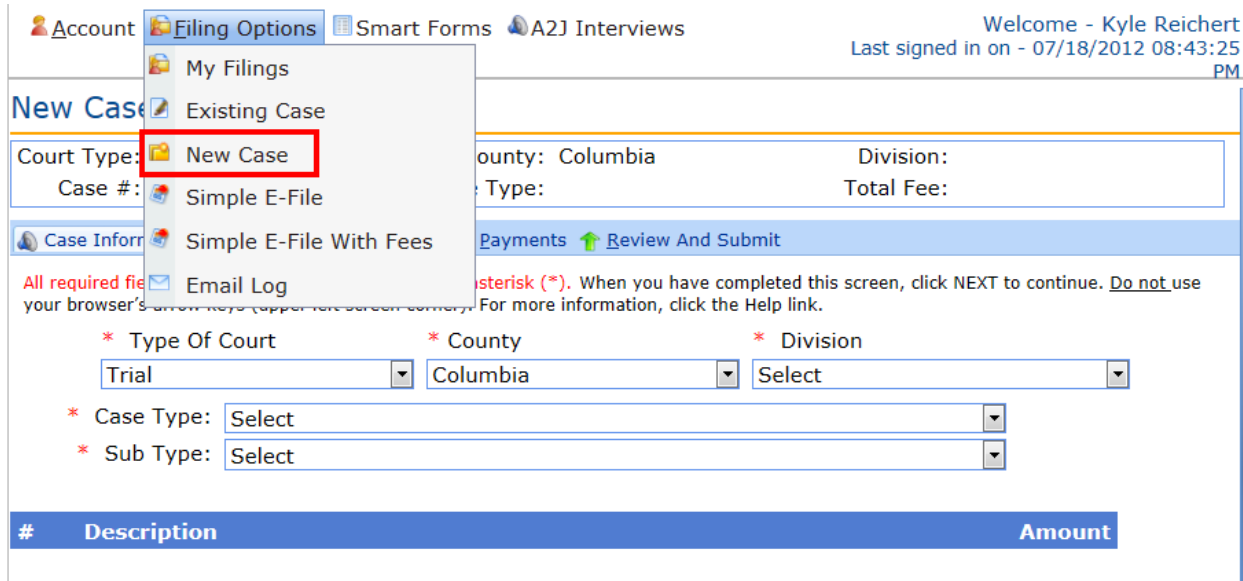 Account Filing Options Smart Forms A2J Interviews
Welcome - Kyle Reichert
Last signed in on - 07/18/2012 08:43:25
PM
My Filings
Existing Case
New Case
Simple E-File
Simple E-File With Fees
Email Log
New Case
Court Type: ounty: Columbia Division:
Case #: Type: Total Fee:
Case Inform Payments Review And Submit
All required fie sterisk (*). When you have completed this screen, click NEXT to continue. Do not use
your browser's arrow keys (upper left screen corner). For more information, click the Help link.
* Type Of Court * County * Division
Trial Columbia Select
* Case Type: Select
* Sub Type: Select
# Description Amount